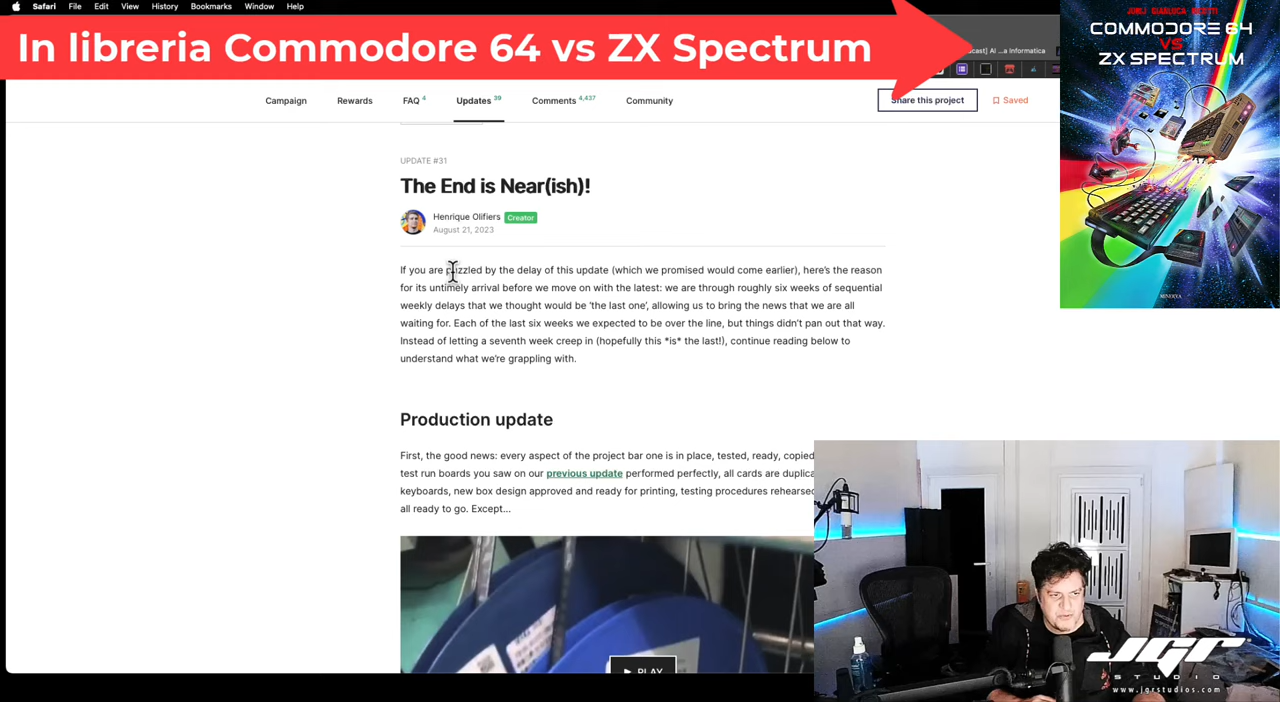 Safari File Edit View History Bookmarks Window Help
In libreria Commodore 64 vs ZX Spectrum
cast] AI ...a Informatica
JUMJ GIANLUCA RICETTI
COMMODORE 64
VS
ZX SPECTRUM
MINERVA
Campaign Rewards FAQ 4 Updates 39 Comments 4,437 Community Share this project Saved
UPDATE #31
The End is Near(ish)!
Henrique Olifiers Creator
August 21, 2023
If you are puzzled by the delay of this update (which we promised would come earlier), here's the reason
for its untimely arrival before we move on with the latest: we are through roughly six weeks of sequential
weekly delays that we thought would be 'the last one', allowing us to bring the news that we are all
waiting for. Each of the last six weeks we expected to be over the line, but things didn't pan out that way.
Instead of letting a seventh week creep in (hopefully this *is* the last!), continue reading below to
understand what we're grappling with.
Production update
First, the good news: every aspect of the project bar one is in place, tested, ready, copied
test run boards you saw on our previous update performed perfectly, all cards are duplica
keyboards, new box design approved and ready for printing, testing procedures rehearsed
all ready to go. Except...
PLAY
JGR
STUDIO
www.jgrstudios.com